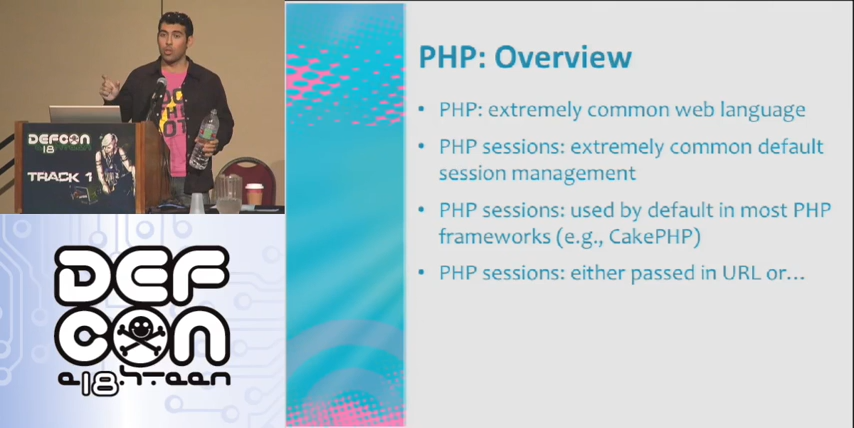 DEFCON
18
TRACK 1
DEF
CON
18
PHP: Overview
• PHP: extremely common web language
• PHP sessions: extremely common default
session management
• PHP sessions: used by default in most PHP
frameworks (e.g., CakePHP)
• PHP sessions: either passed in URL or...